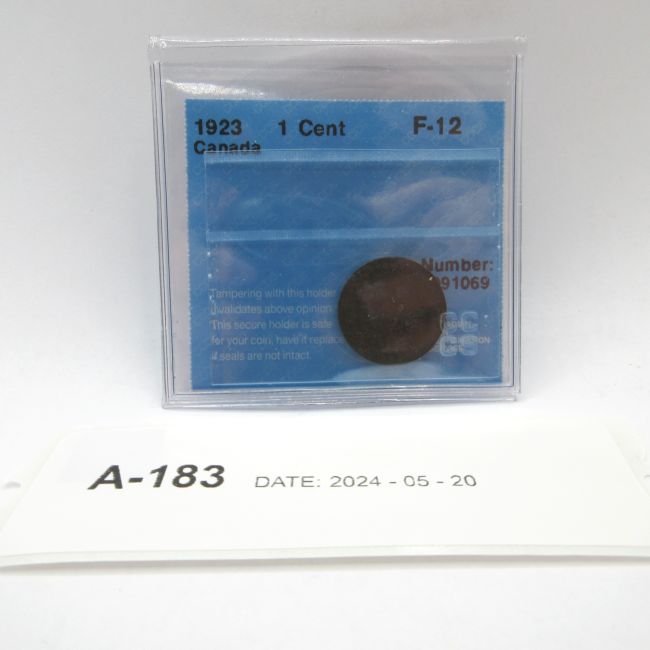 1923 1 Cent F-12
Canada
Number:
91069
Tampering with this holder
invalidates above opinion.
This secure holder is safe
for your coin, have it replace
if seals are not intact.
A-183 DATE: 2024 - 05 - 20